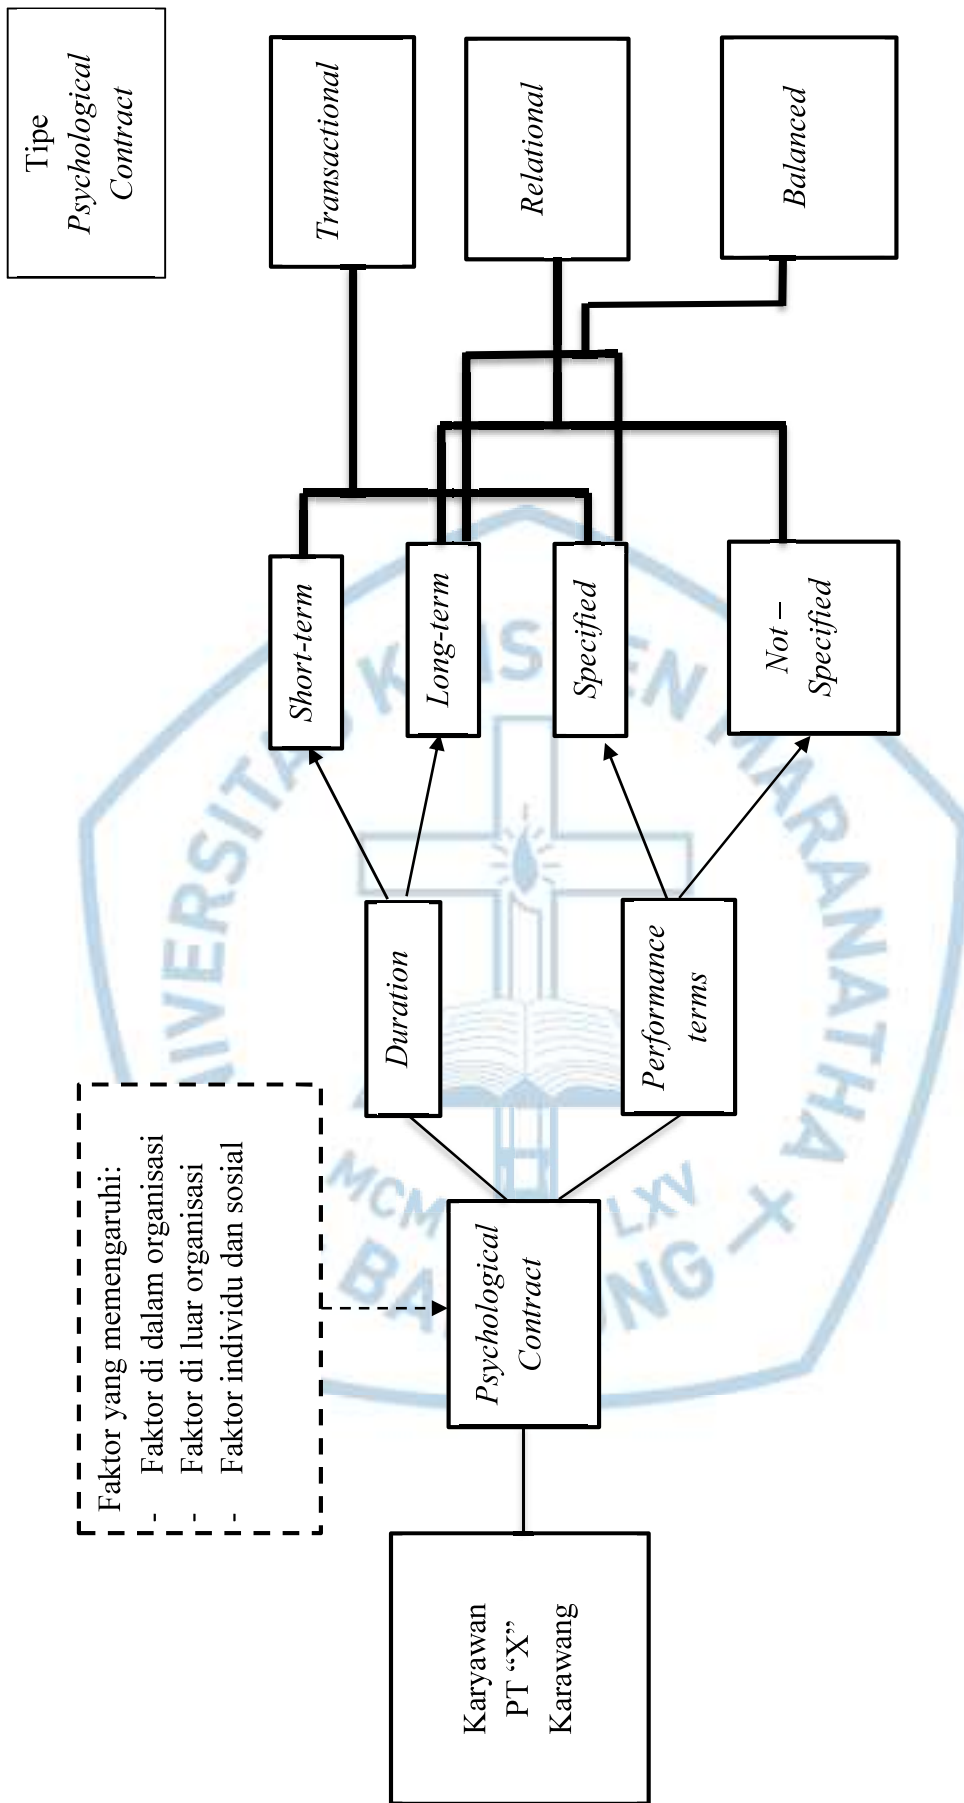 Tipe
Psychological
Contract
Faktor yang memengaruhi:
- Faktor di dalam organisasi
- Faktor di luar organisasi
- Faktor individu dan sosial
Karyawan
PT “X”
Karawang
Psychological
Contract
Duration
Performance
terms
Short-term
Long-term
Specified
Not –
Specified
Transactional
Relational
Balanced